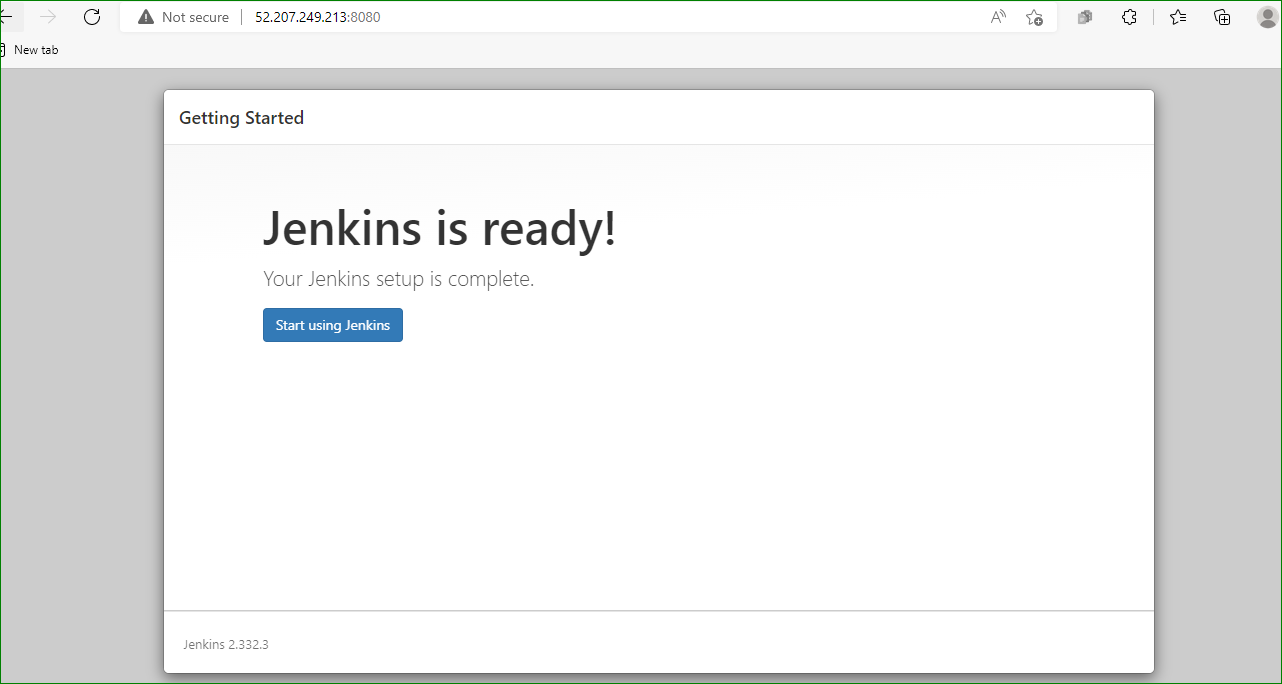 Not secure 52.207.249.213:8080
New tab
Getting Started
Jenkins is ready!
Your Jenkins setup is complete.
Start using Jenkins
Jenkins 2.332.3